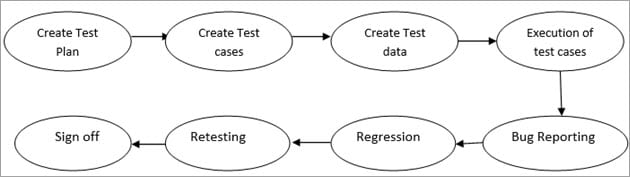 Create Test
Plan
Create Test
cases
Create Test
data
Execution of
test cases
Bug Reporting
Regression
Retesting
Sign off